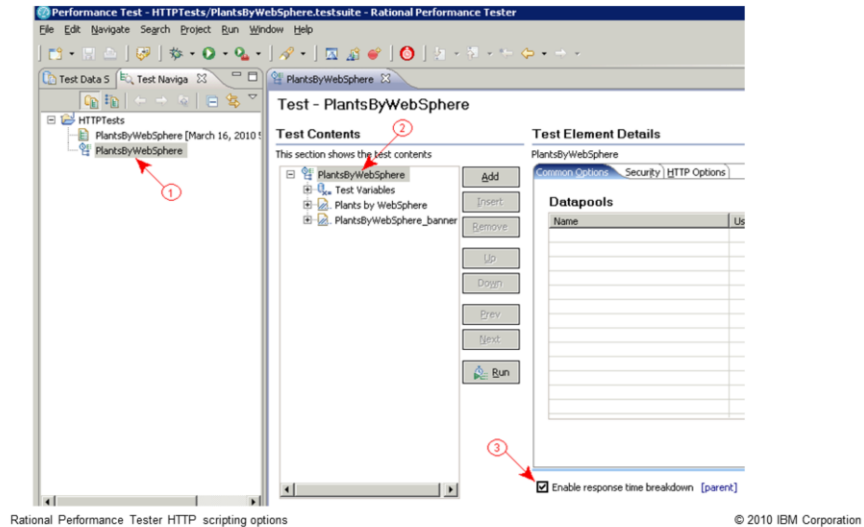 Performance Test - HTTPTests/PlantsByWebSphere.testsuite - Rational Performance Tester
File Edit Navigate Search Project Run Window Help
Test Data S Test Naviga
PlantsByWebSphere
HTTPTests
PlantsByWebSphere [March 16, 2010
PlantsByWebSphere
1
Test - PlantsByWebSphere
Test Contents
2
This section shows the test contents
PlantsByWebSphere
Test Variables
Plants by WebSphere
PlantsByWebSphere_banner
Add
Insert
Remove
Up
Down
Prev
Next
Run
Test Element Details
PlantsByWebSphere
Common Options Security HTTP Options
Datapools
Name Us
3
Enable response time breakdown [parent]
Rational Performance Tester HTTP scripting options
© 2010 IBM Corporation